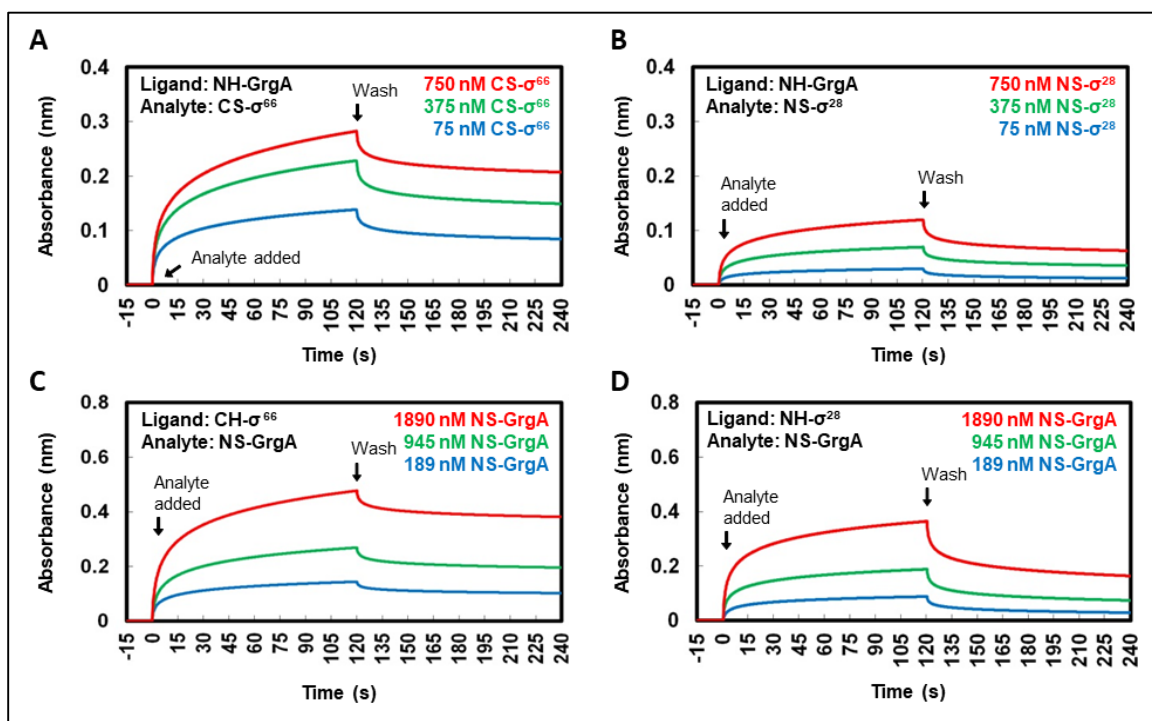 A
Ligand: NH-GrgA
Analyte: CS-σ⁶⁶
750 nM CS-σ⁶⁶
375 nM CS-σ⁶⁶
75 nM CS-σ⁶⁶
Wash
Analyte added
Absorbance (nm)
0.4
0.3
0.2
0.1
0
-15 0 15 30 45 60 75 90 105 120 135 150 165 180 195 210 225 240
Time (s)
B
Ligand: NH-GrgA
Analyte: NS-σ²⁸
750 nM NS-σ²⁸
375 nM NS-σ²⁸
75 nM NS-σ²⁸
Analyte
added
Wash
Absorbance (nm)
0.4
0.3
0.2
0.1
0
-15 0 15 30 45 60 75 90 105 120 135 150 165 180 195 210 225 240
Time (s)
C
Ligand: CH-σ⁶⁶
Analyte: NS-GrgA
1890 nM NS-GrgA
945 nM NS-GrgA
189 nM NS-GrgA
Wash
Analyte
added
Absorbance (nm)
0.8
0.6
0.4
0.2
0
-15 0 15 30 45 60 75 90 105 120 135 150 165 180 195 210 225 240
Time (s)
D
Ligand: NH-σ²⁸
Analyte: NS-GrgA
1890 nM NS-GrgA
945 nM NS-GrgA
189 nM NS-GrgA
Wash
Analyte
added
Absorbance (nm)
0.8
0.6
0.4
0.2
0
-15 0 15 30 45 60 75 90 105 120 135 150 165 180 195 210 225 240
Time (s)